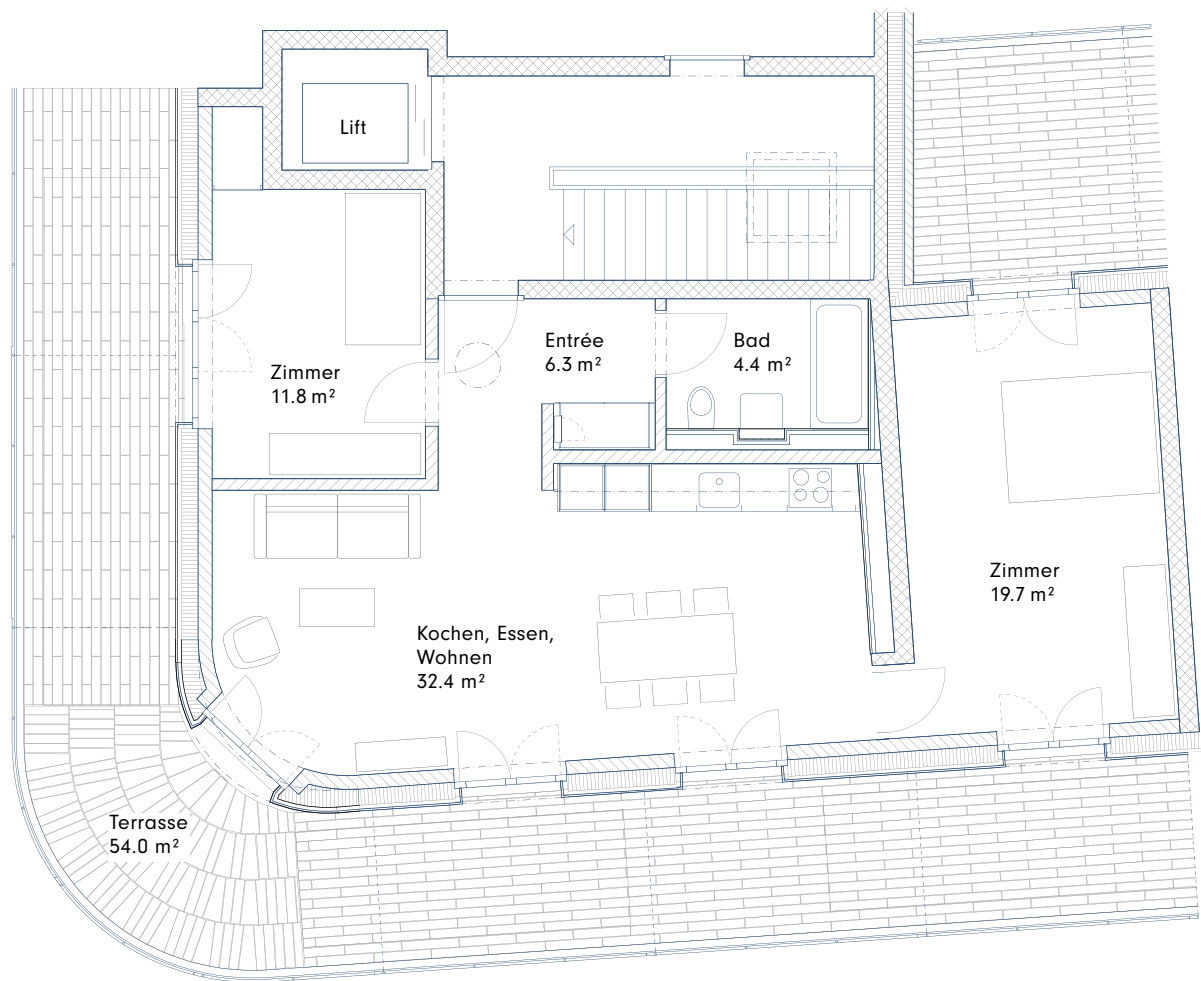 Lift
Entrée
6.3 m²
Bad
4.4 m²
Zimmer
11.8 m²
Zimmer
19.7 m²
Kochen, Essen,
Wohnen
32.4 m²
Terrasse
54.0 m²